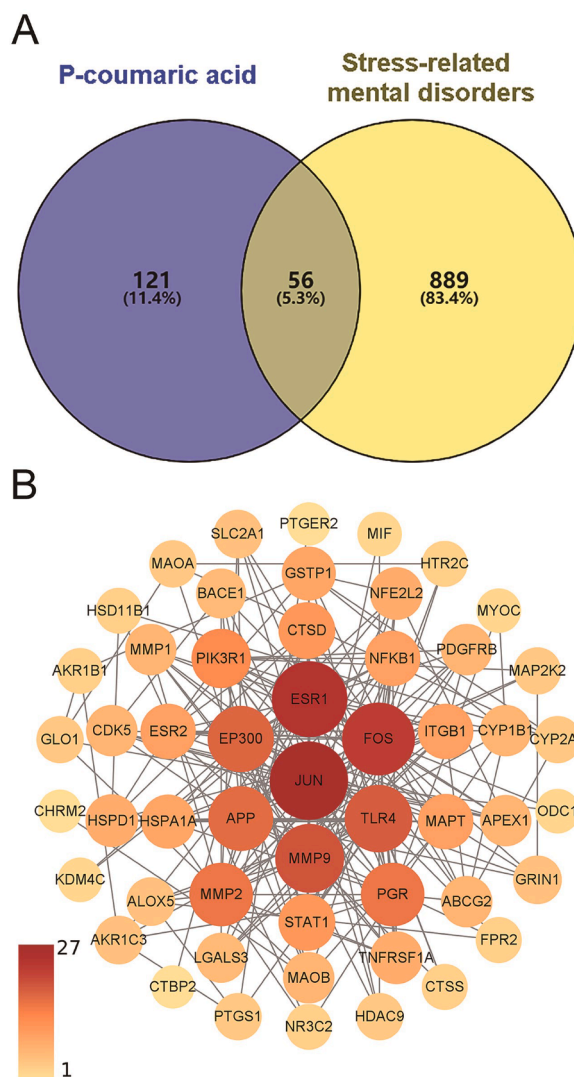 A
P-coumaric acid
Stress-related
mental disorders
121
(11.4%)
56
(5.3%)
889
(83.4%)
B
PTGER2
SLC2A1
MIF
MAOA
GSTP1
HTR2C
BACE1
NFE2L2
HSD11B1
MYOC
CTSD
MMP1
PIK3R1
NFKB1
PDGFRB
AKR1B1
MAP2K2
ESR1
GLO1
CDK5
ESR2
EP300
FOS
ITGB1
CYP1B1
CYP2A
JUN
CHRM2
HSPD1
HSPA1A
APP
TLR4
MAPT
APEX1
ODC1
MMP9
KDM4C
GRIN1
ALOX5
MMP2
PGR
ABCG2
STAT1
AKR1C3
FPR2
LGALS3
TNFRSF1A
MAOB
CTBP2
CTSS
PTGS1
HDAC9
NR3C2
27
1